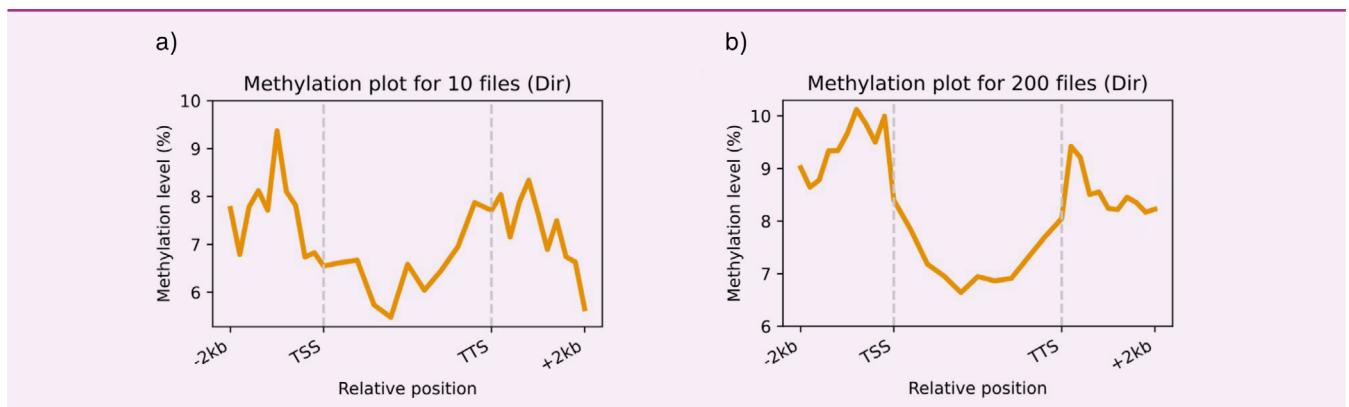 a)
Methylation plot for 10 files (Dir)
10
9
8
7
6
Methylation level (%)
-2kb
TSS
TTS
+2kb
Relative position
b)
Methylation plot for 200 files (Dir)
10
9
8
7
6
Methylation level (%)
-2kb
TSS
TTS
+2kb
Relative position